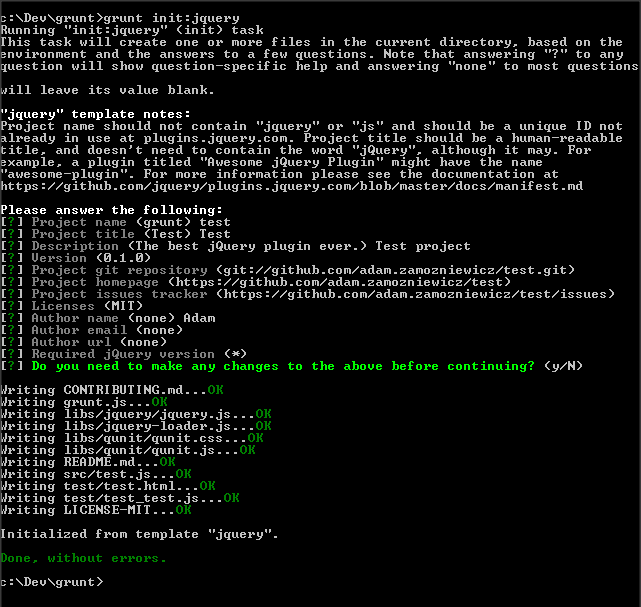 c:\Dev\grunt>grunt init:jquery
Running "init:jquery" (init) task
This task will create one or more files in the current directory, based on the
environment and the answers to a few questions. Note that answering "?" to any
question will show question-specific help and answering "none" to most questions
will leave its value blank.
"jquery" template notes:
Project name should not contain "jquery" or "js" and should be a unique ID not
already in use at plugins.jquery.com. Project title should be a human-readable
title, and doesn't need to contain the word "jQuery", although it may. For
example, a plugin titled "Awesome jQuery Plugin" might have the name
"awesome-plugin". For more information please see the documentation at
https://github.com/jquery/plugins.jquery.com/blob/master/docs/manifest.md
Please answer the following:
[?] Project name (grunt) test
[?] Project title (Test) Test
[?] Description (The best jQuery plugin ever.) Test project
[?] Version (0.1.0)
[?] Project git repository (git://github.com/adam.zamozniewicz/test.git)
[?] Project homepage (https://github.com/adam.zamozniewicz/test)
[?] Project issues tracker (https://github.com/adam.zamozniewicz/test/issues)
[?] Licenses (MIT)
[?] Author name (none) Adam
[?] Author email (none)
[?] Author url (none)
[?] Required jQuery version (*)
[?] Do you need to make any changes to the above before continuing? (y/N)
Writing CONTRIBUTING.md...OK
Writing grunt.js...OK
Writing libs/jquery/jquery.js...OK
Writing libs/jquery-loader.js...OK
Writing libs/qunit/qunit.css...OK
Writing libs/qunit/qunit.js...OK
Writing README.md...OK
Writing src/test.js...OK
Writing test/test.html...OK
Writing test/test_test.js...OK
Writing LICENSE-MIT...OK
Initialized from template "jquery".
Done, without errors.
c:\Dev\grunt>